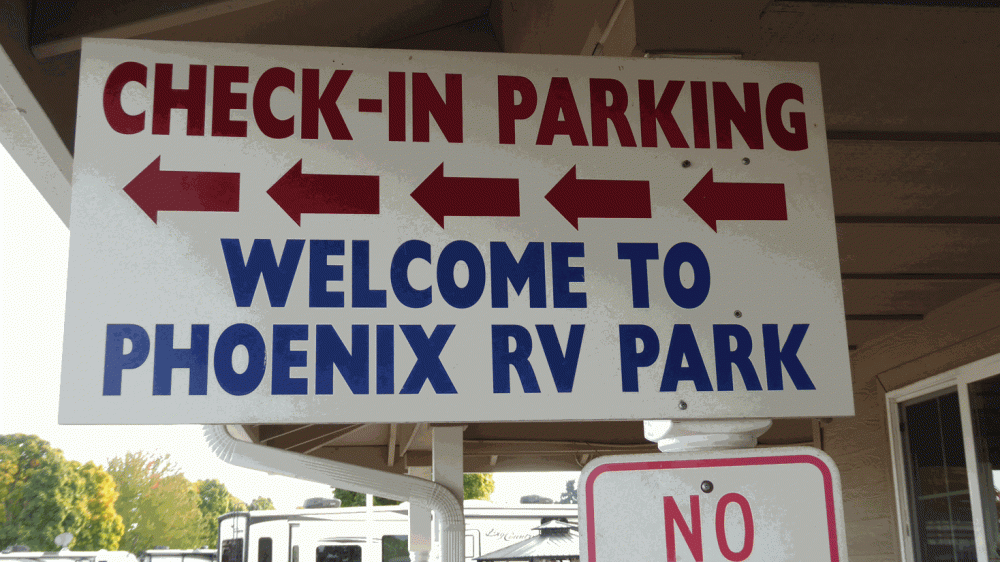 CHECK-IN PARKING
WELCOME TO
PHOENIX RV PARK
NO